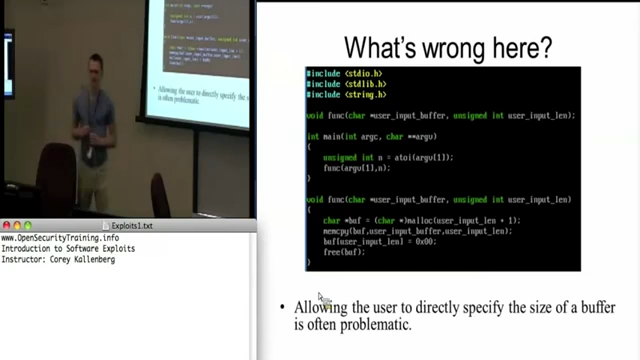 What's wrong here?
#include <stdio.h>
#include <stdlib.h>
#include <string.h>
void func(char *user_input_buffer, unsigned int user_input_len);
int main(int argc, char **argv)
{
unsigned int n = atoi(argv[1]);
func(argv[1],n);
}
void func(char *user_input_buffer, unsigned int user_input_len)
{
char *buf = (char *)malloc(user_input_len + 1);
memcpy(buf,user_input_buffer,user_input_len);
buf[user_input_len] = 0x00;
free(buf);
}
• Allowing the user to directly specify the size of a buffer
is often problematic.
Allowing the user to directly specify the s
is often problematic.
Exploits1.txt
www.OpenSecurityTraining.info
Introduction to Software Exploits
Instructor: Corey Kallenberg